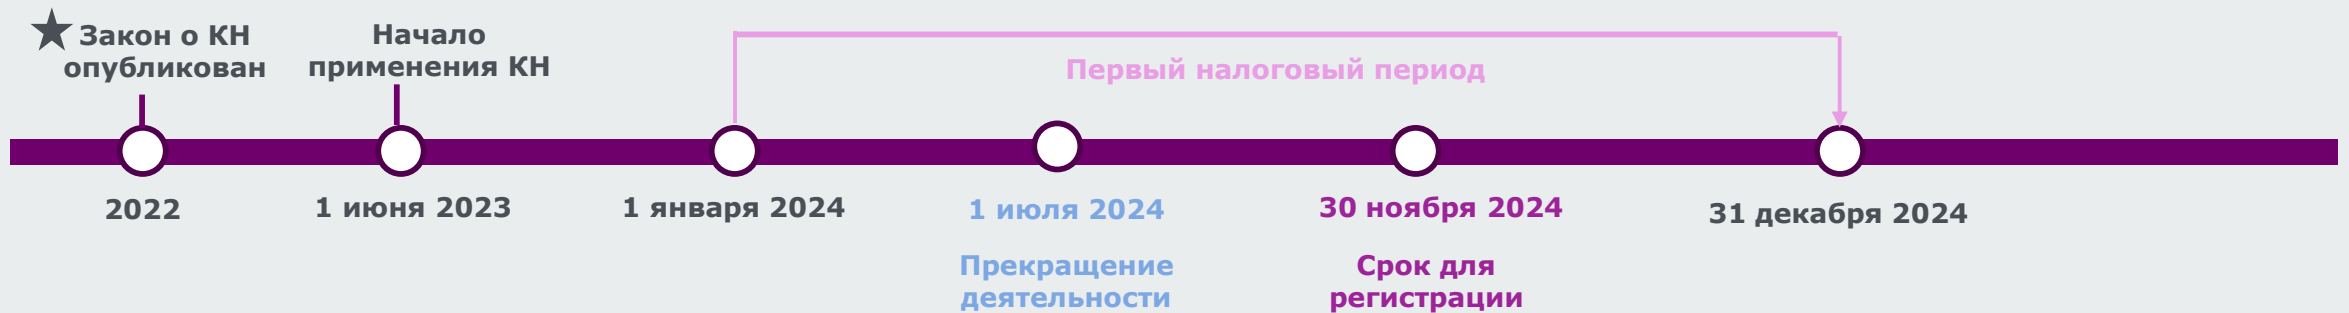 Закон о КН
опубликован
Начало
применения КН
Первый налоговый период
2022
1 июня 2023
1 января 2024
1 июля 2024
30 ноября 2024
31 декабря 2024
Прекращение
деятельности
Срок для
регистрации